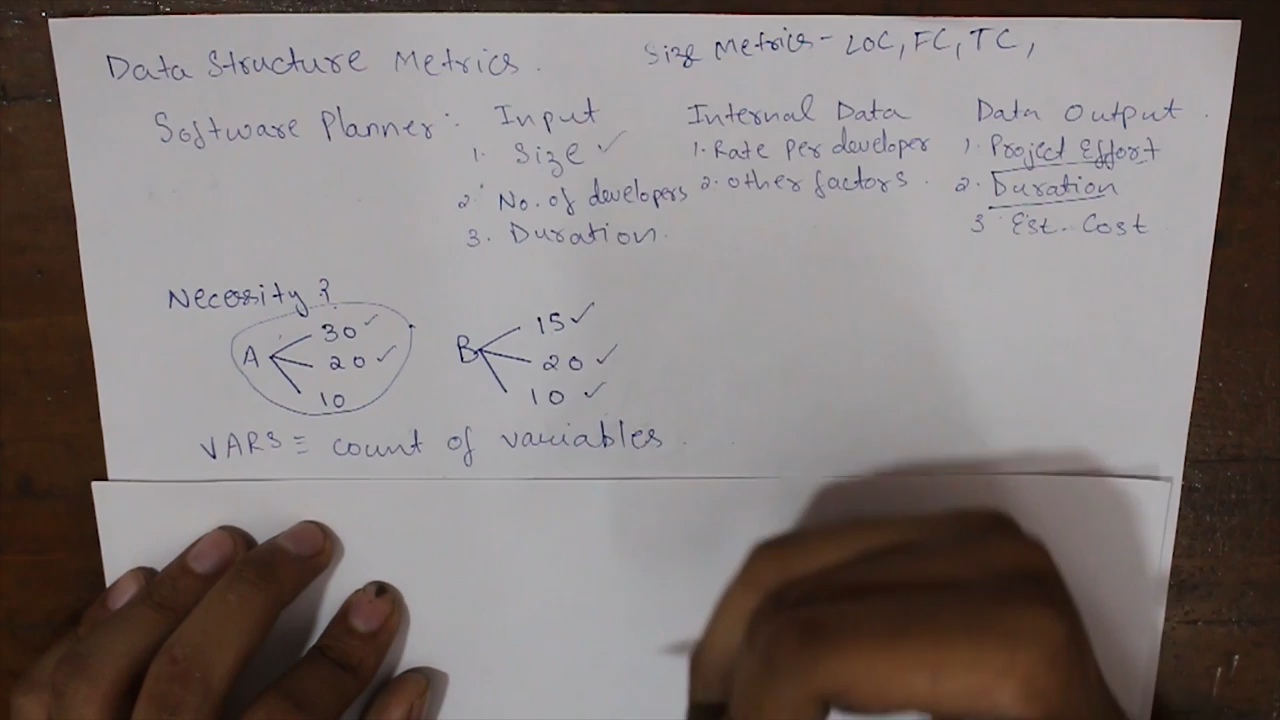 Data Structure Metrics.
Size Metrics - LOC, FC, TC,
Software Planner: Input Internal Data Data Output.
1. Size ✓ 1. Rate per developer 1. Project Effort
2. No. of developers 2. other factors. 2. Duration
3. Duration. 3 Est. Cost
Necessity?
A 30 ✓ B 15 ✓
20 ✓ 20 ✓
10 10 ✓
VARS ≡ count of variables.